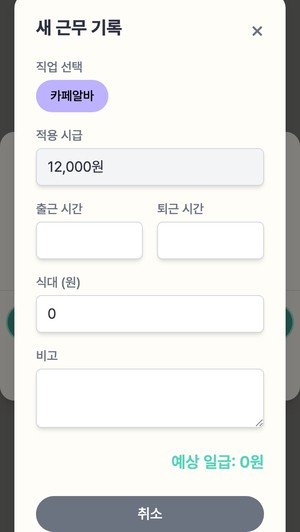 새 근무 기록
×
직업 선택
카페알바
적용 시급
12,000원
출근 시간 퇴근 시간
식대 (원)
0
비고
예상 일급: 0원
취소